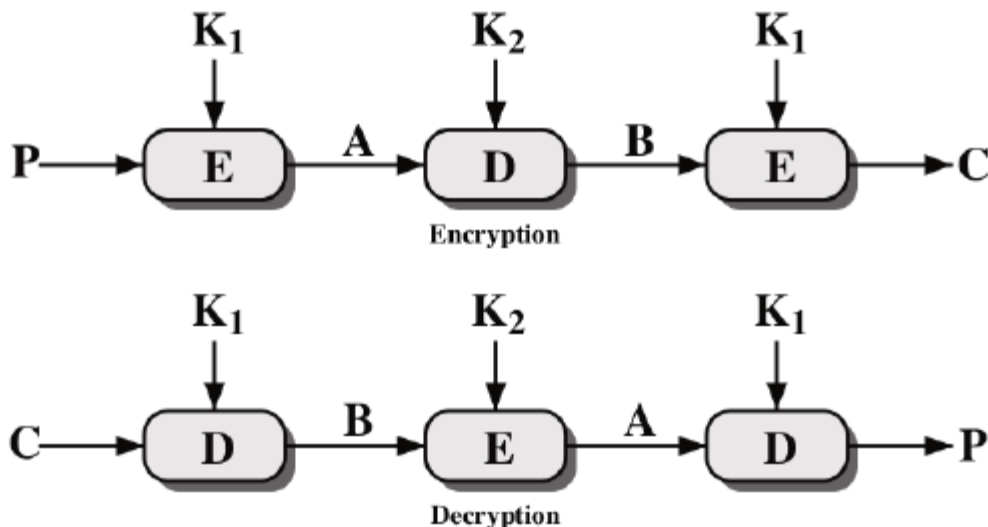 K₁ K₂ K₁
P E A D B E C
Encryption
K₁ K₂ K₁
C D B E A D P
Decryption